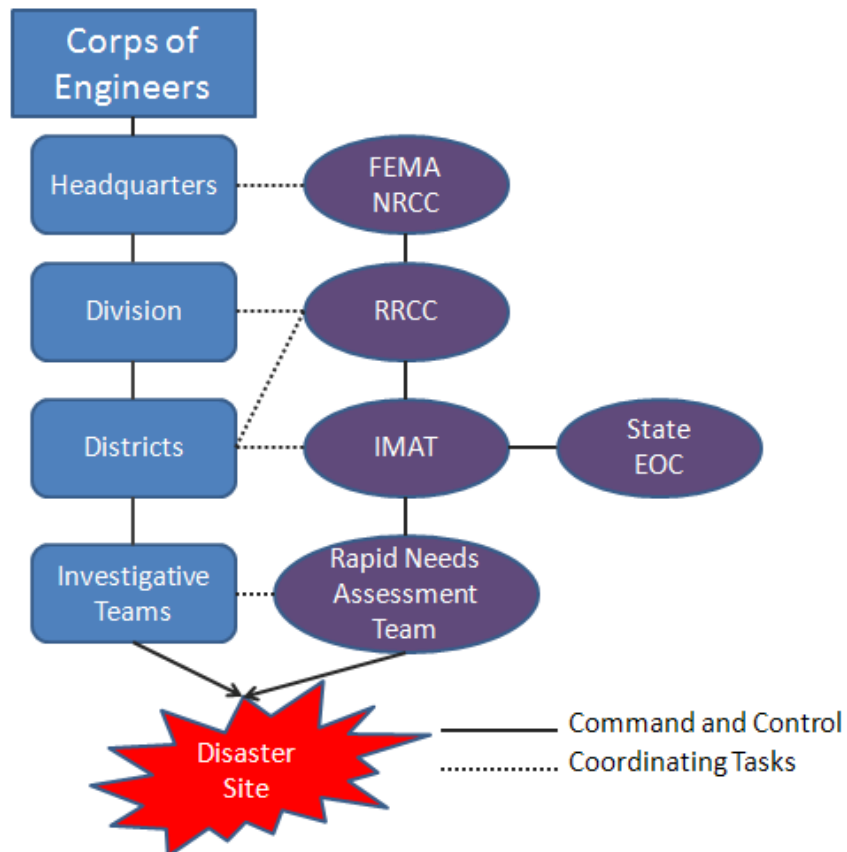 Corps of
Engineers
Headquarters
FEMA
NRCC
Division
RRCC
Districts
IMAT
State
EOC
Investigative
Teams
Rapid Needs
Assessment
Team
Disaster
Site
Command and Control
Coordinating Tasks